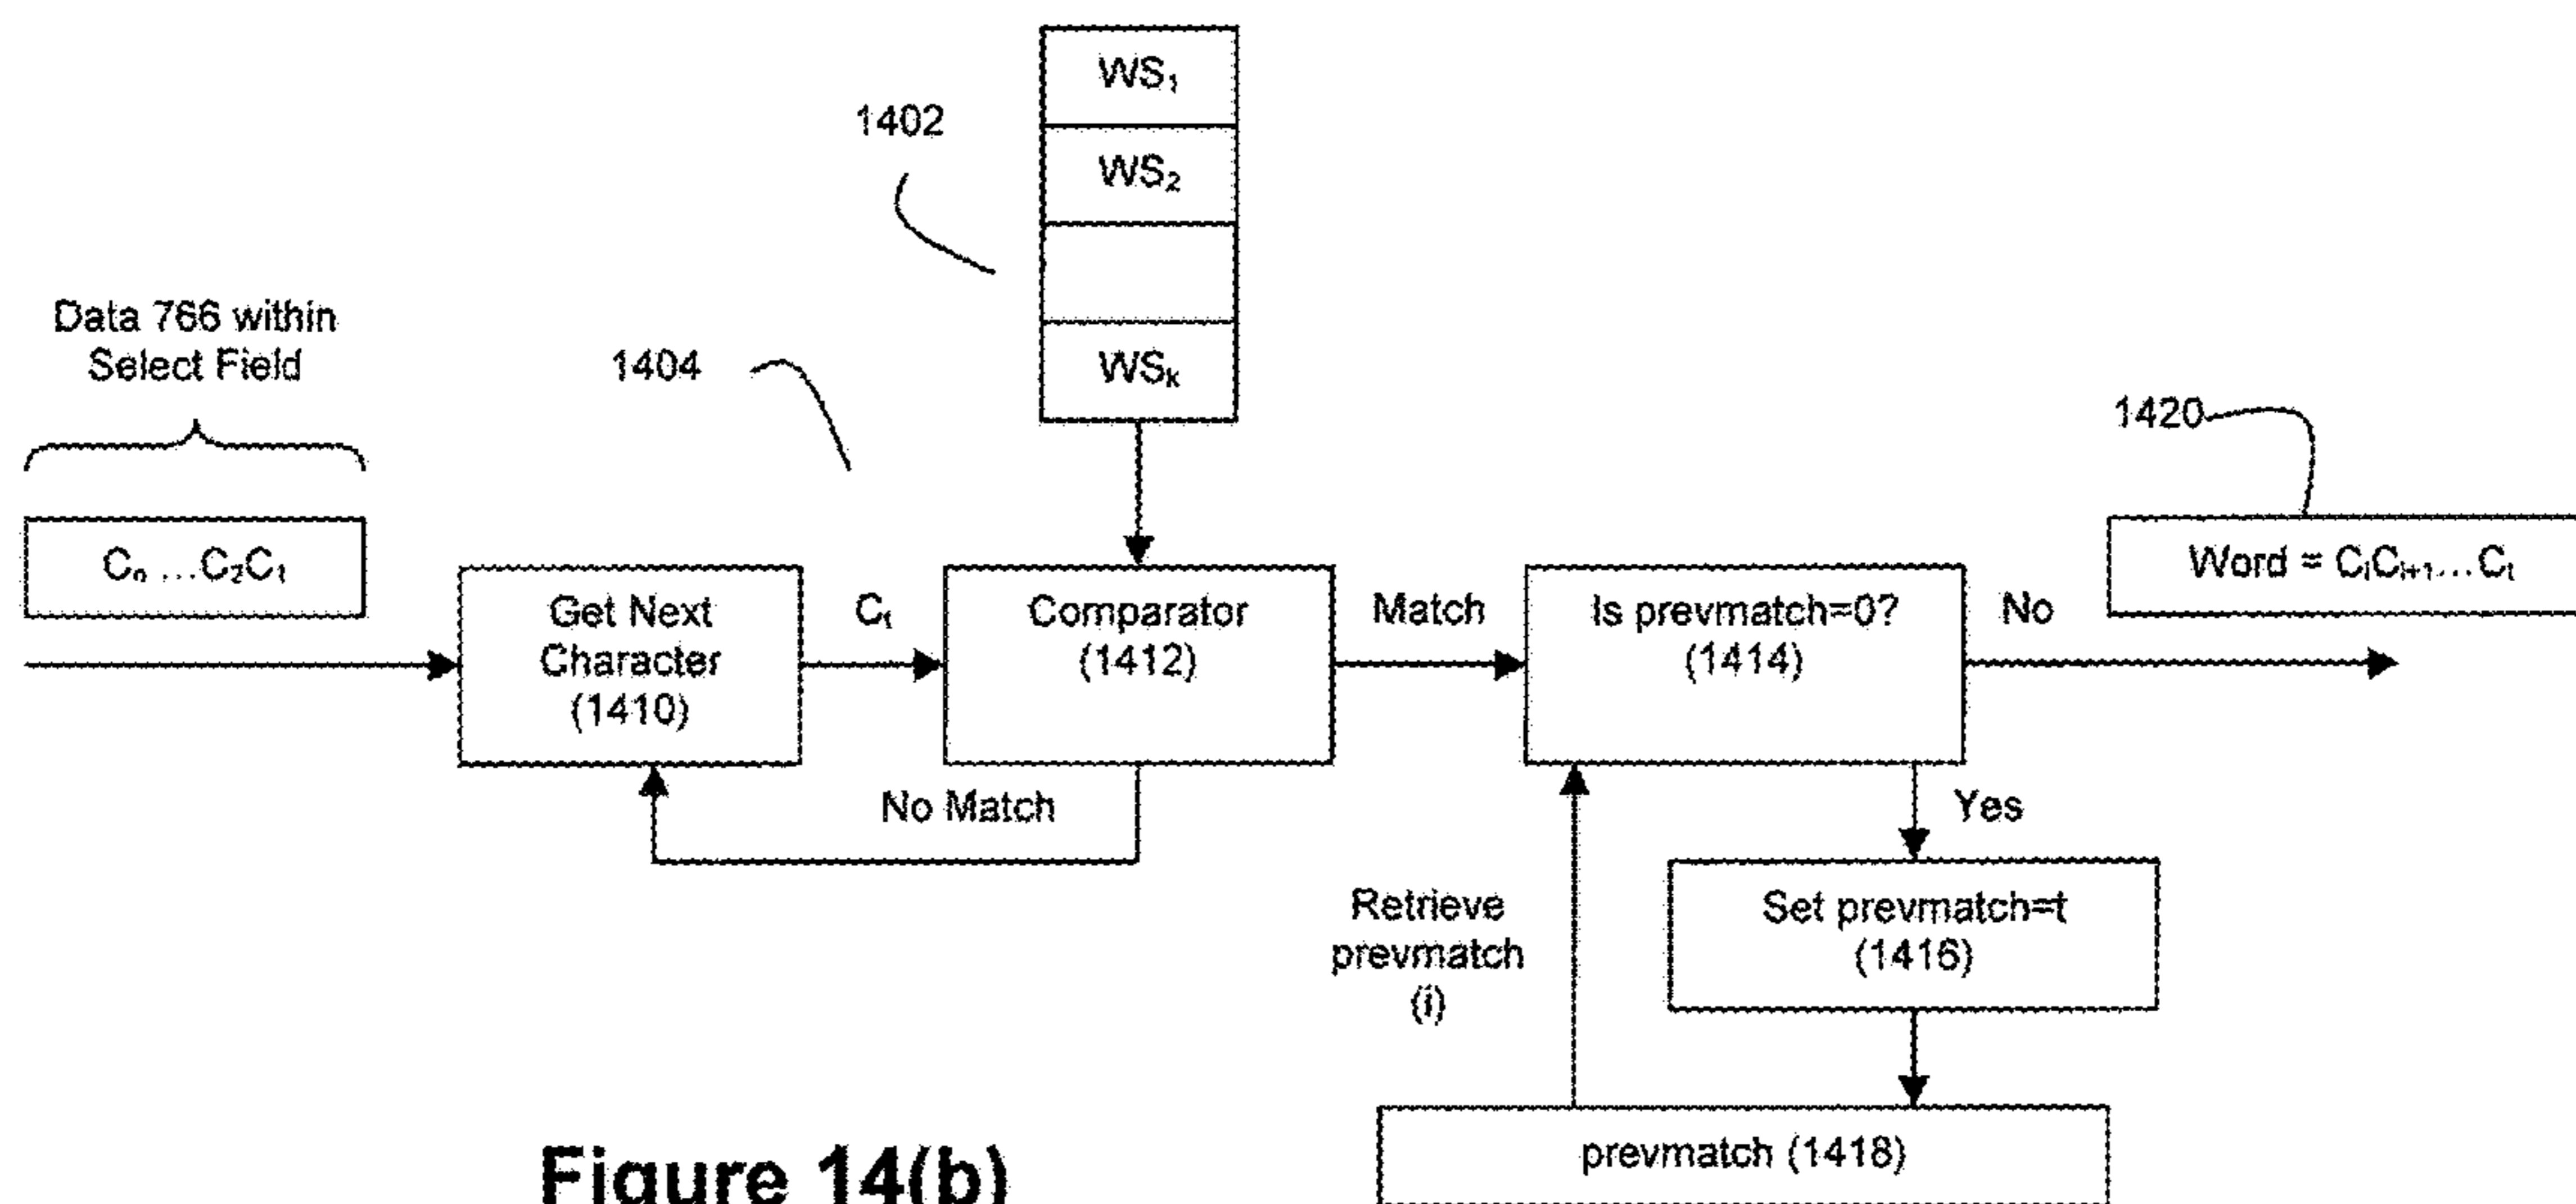 WS₁
1402
WS₂
Data 766 within
Select Field
1404
WSₖ
1420
Cₙ ...C₂C₁
Word = CᵢCᵢ₊₁...Cₜ
Get Next
Character
(1410)
Cₜ
Comparator
(1412)
Match
Is prevmatch=0?
(1414)
No
No Match
Yes
Retrieve
prevmatch
(i)
Set prevmatch=t
(1416)
prevmatch (1418)
Figure 14(b)